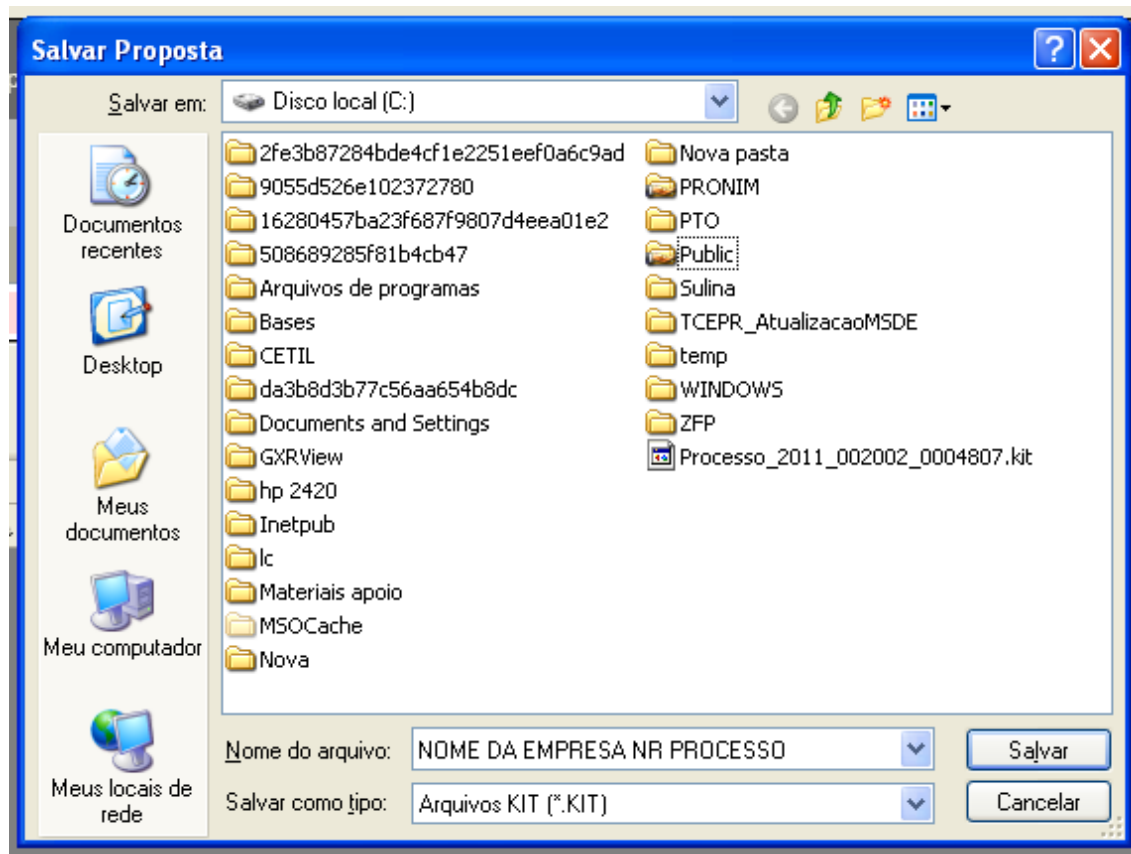 Salvar Proposta
Salvar em:
Disco local (C:)
Documentos
recentes
Desktop
Meus
documentos
Meu computador
Meus locais de
rede
2fe3b87284bde4cf1e2251eef0a6c9ad
9055d526e102372780
16280457ba23f687f9807d4eea01e2
508689285f81b4cb47
Arquivos de programas
Bases
CETIL
da3b8d3b77c56aa654b8dc
Documents and Settings
GXRView
hp 2420
Inetpub
lc
Materiais apoio
MSOCache
Nova
Nova pasta
PRONIM
PTO
Public
Sulina
TCEPR_AtualizacaoMSDE
temp
WINDOWS
ZFP
Processo_2011_002002_0004807.kit
Nome do arquivo:
NOME DA EMPRESA NR PROCESSO
Salvar
Salvar como tipo:
Arquivos KIT (*.KIT)
Cancelar